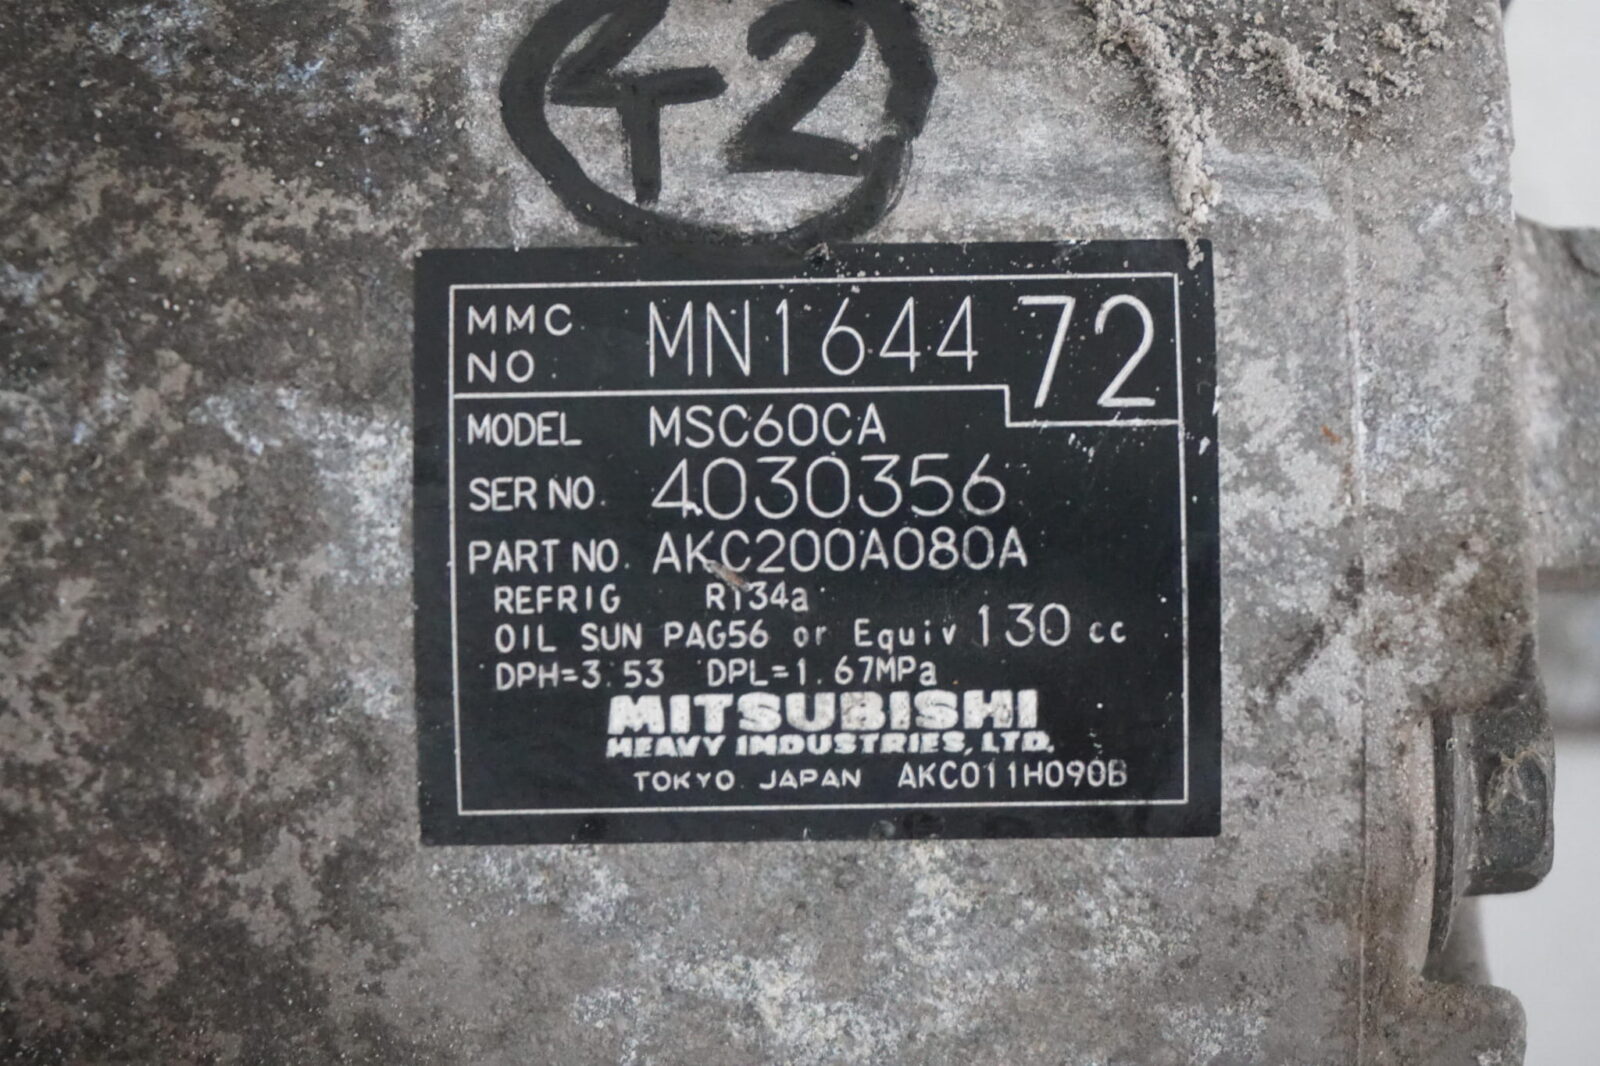 42
MMC NO. MN164472
MODEL MSC60CA
SER NO. 4030356
PART NO. AKC200A080A
REFRIG R134a
OIL SUN PAG56 or Equiv 130 cc
DPH=3.53 DPL=1.67MPa
MITSUBISHI
HEAVY INDUSTRIES, LTD.
TOKYO JAPAN AKC011H090B